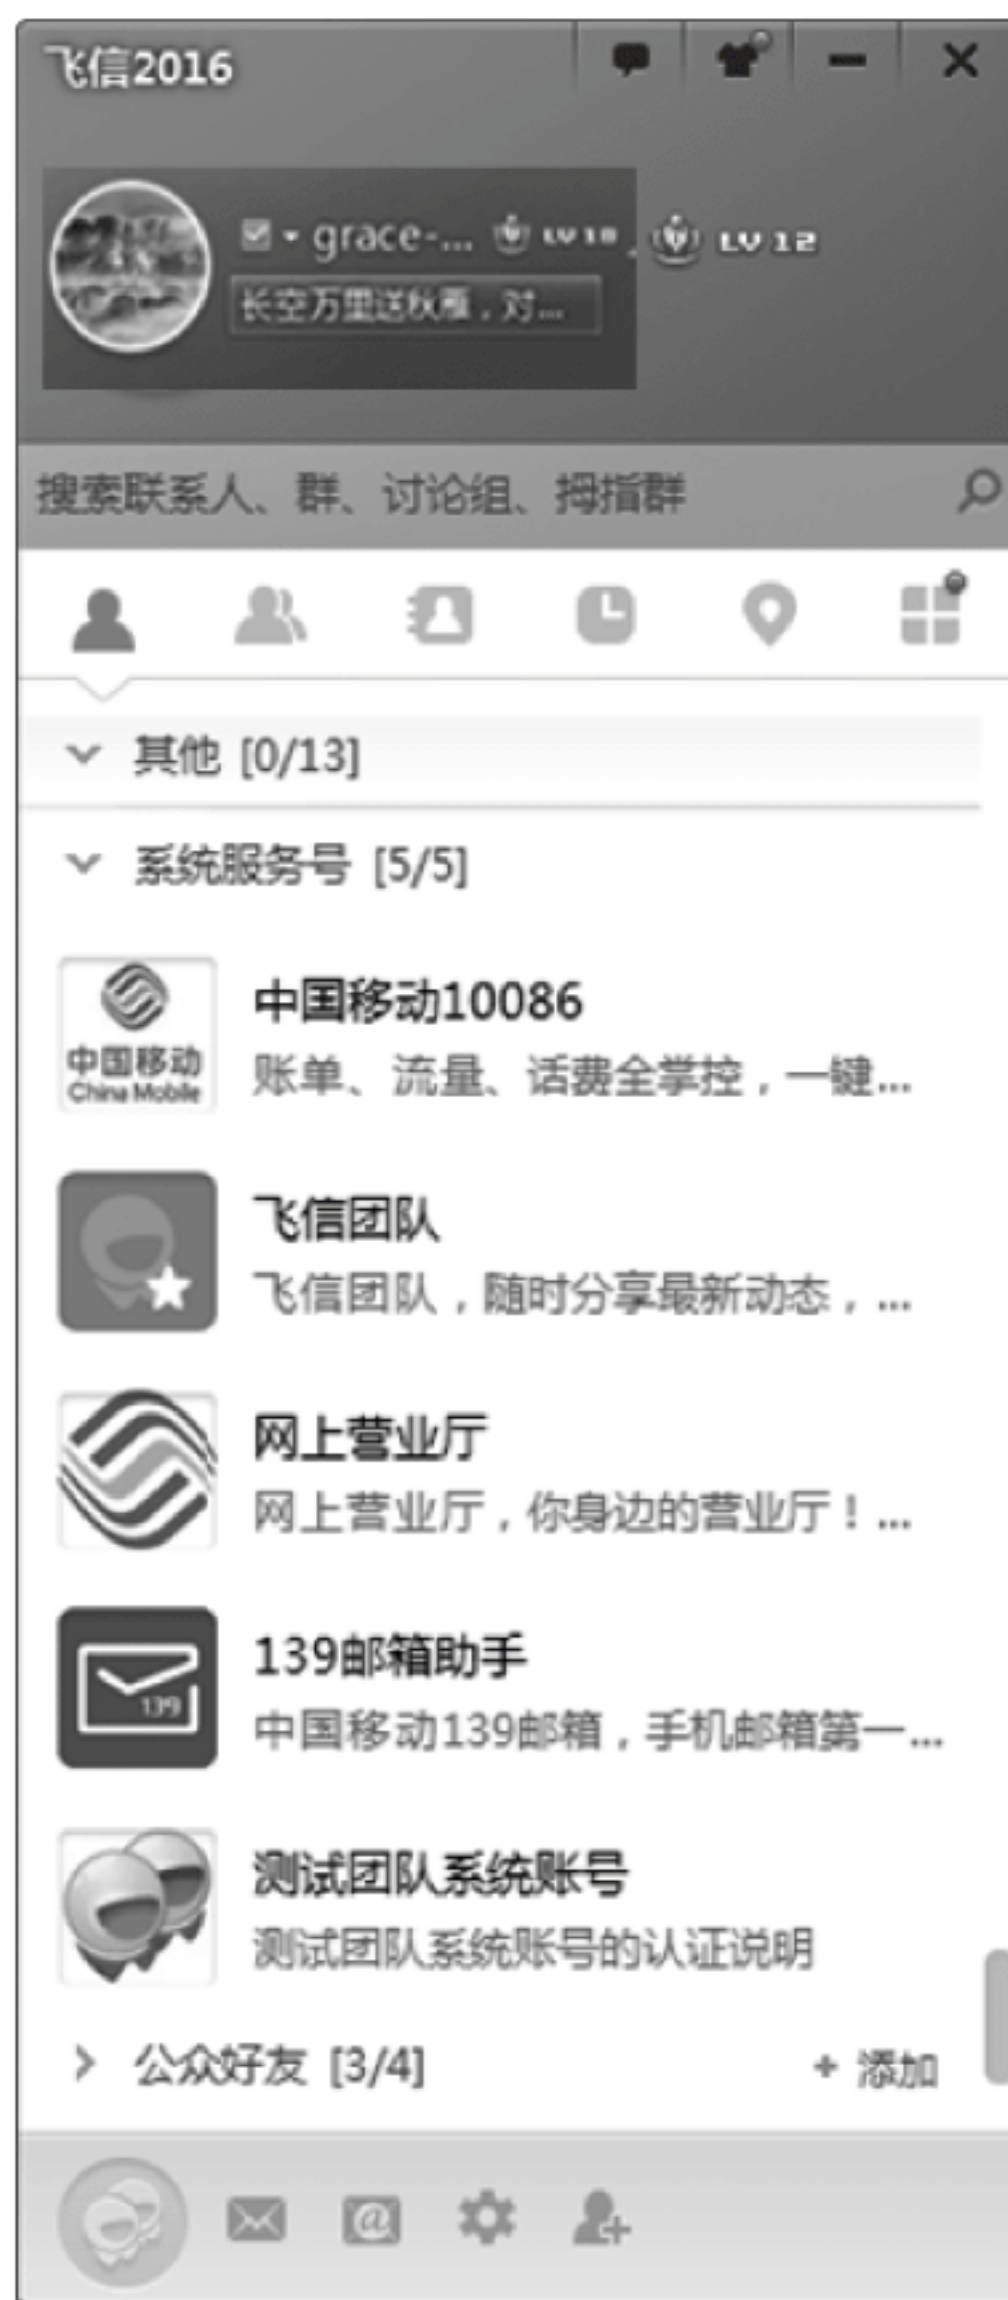 飞信2016
grace-... LV 10 LV 12
长空万里送秋雁，对...
搜索联系人、群、讨论组、拇指群
其他 [0/13]
系统服务号 [5/5]
中国移动
China Mobile
中国移动10086
账单、流量、话费全掌控，一键...
飞信团队
飞信团队，随时分享最新动态，...
网上营业厅
网上营业厅，你身边的营业厅！...
139
139邮箱助手
中国移动139邮箱，手机邮箱第一...
测试团队系统账号
测试团队系统账号的认证说明
公众好友 [3/4] + 添加